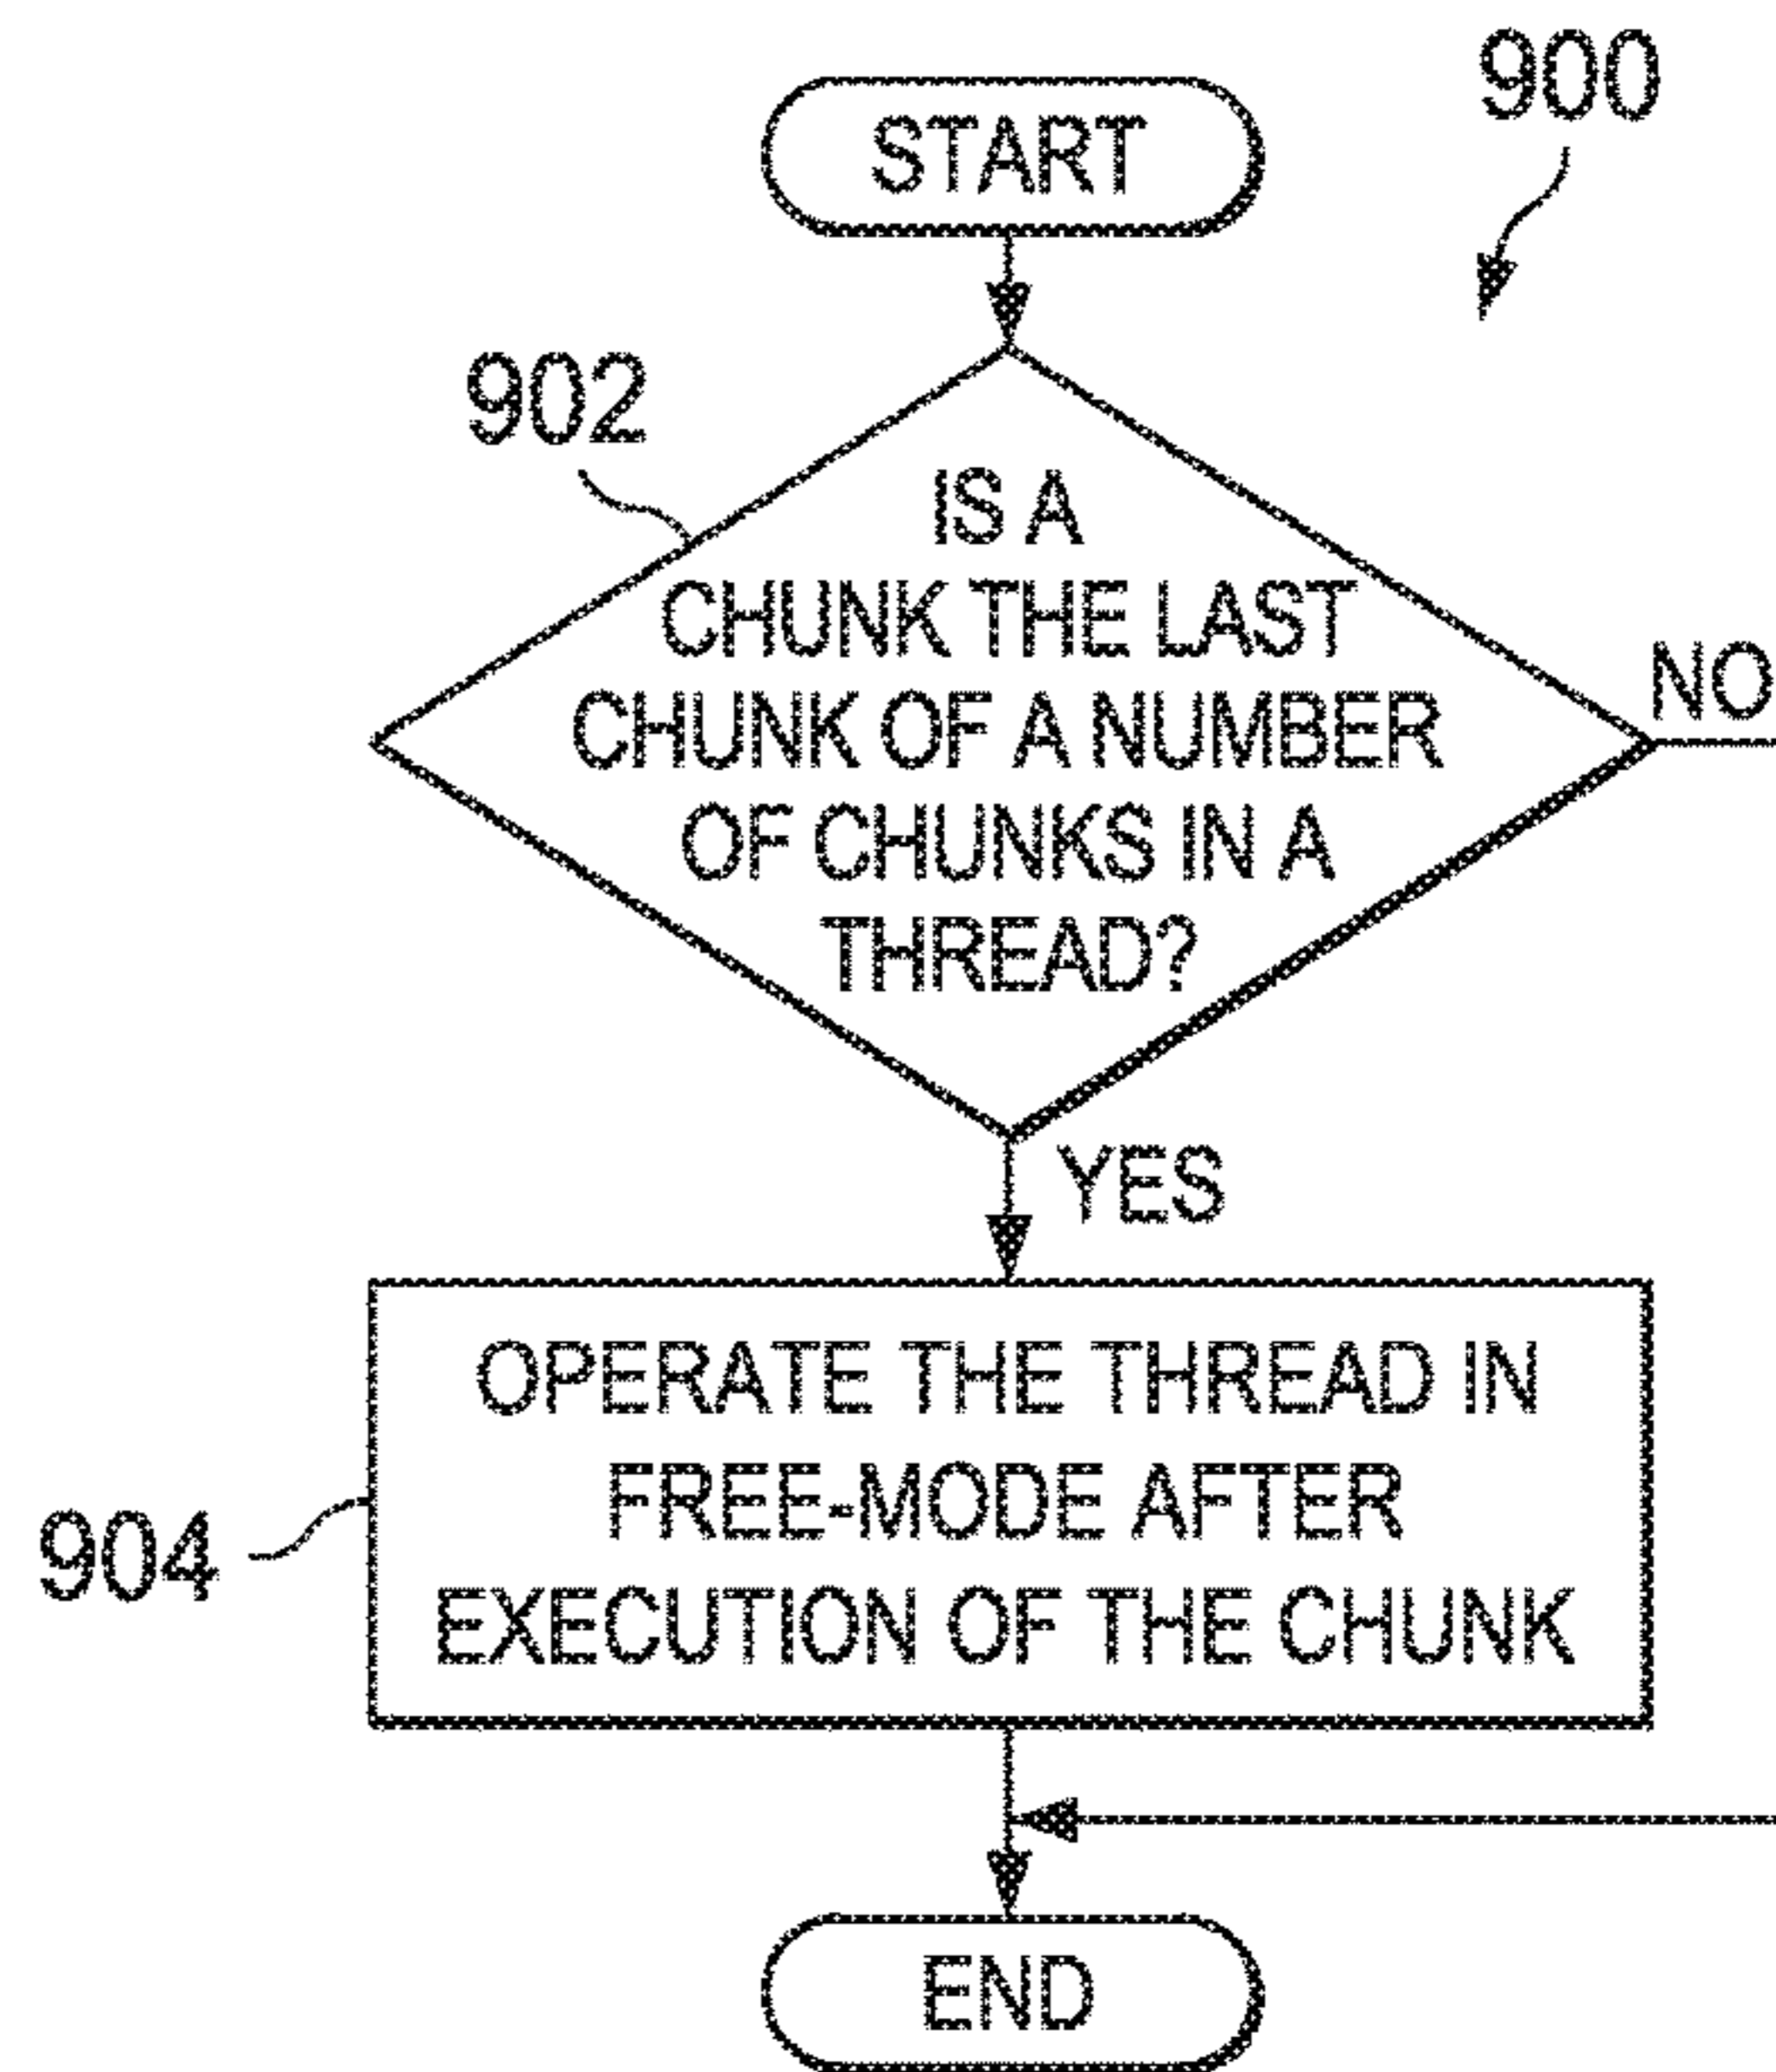 900
START
902
IS A
CHUNK THE LAST
CHUNK OF A NUMBER
OF CHUNKS IN A
THREAD?
NO
YES
OPERATE THE THREAD IN
FREE-MODE AFTER
EXECUTION OF THE CHUNK
904
END